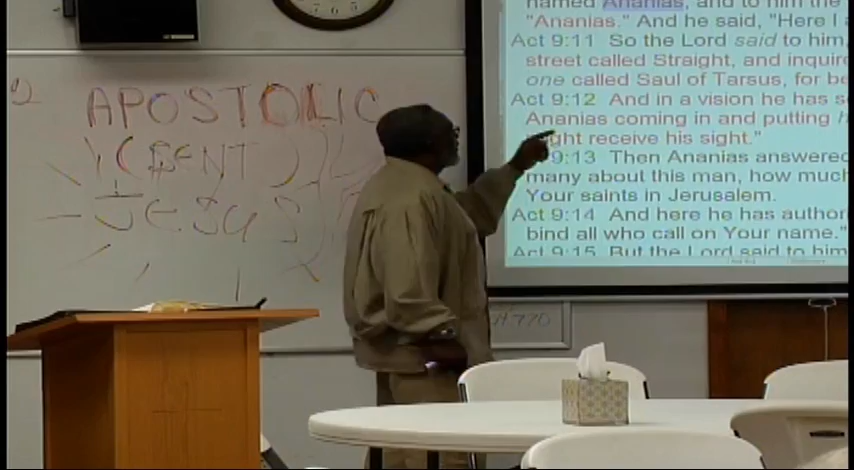 APOSTOLIC
(SENT)
JESUS
named Ananias, and to him the
"Ananias." And he said, "Here I
Act 9:11 So the Lord said to him,
street called Straight, and inquire
one called Saul of Tarsus, for be
Act 9:12 And in a vision he has s
Ananias coming in and putting h
might receive his sight."
9:13 Then Ananias answered
many about this man, how much
Your saints in Jerusalem.
Act 9:14 And here he has author
bind all who call on Your name."
Act 9:15 But the Lord said to him